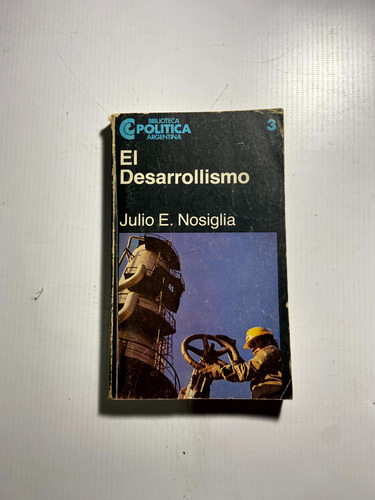 BIBLIOTECA
POLITICA
ARGENTINA
3
El
Desarrollismo
Julio E. Nosiglia